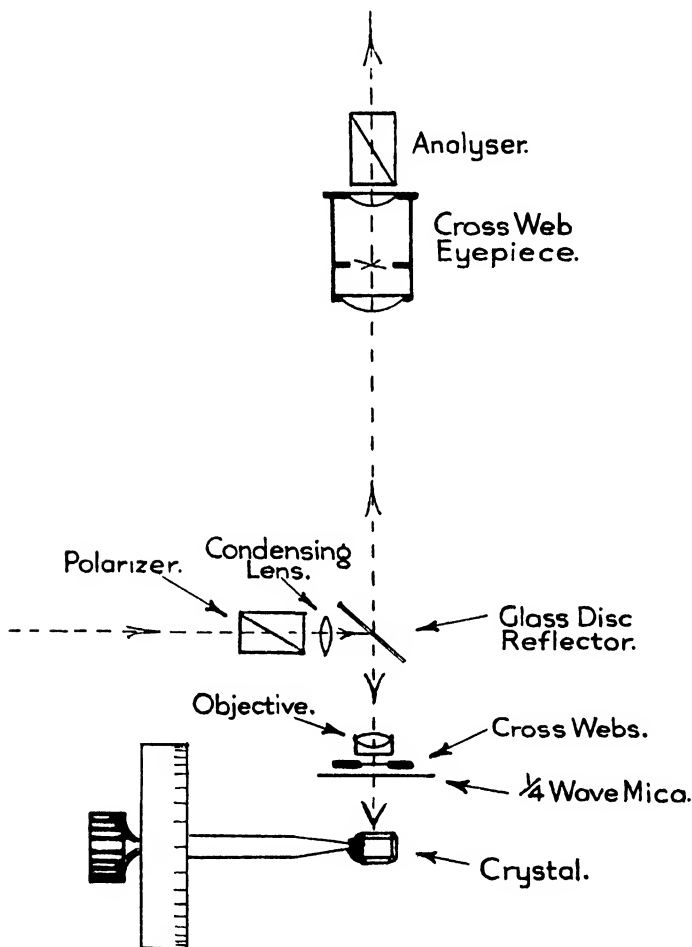 Analyser.
Cross Web
Eyepiece.
Condensing
Lens.
Polarizer.
Glass Disc
Reflector.
Objective.
Cross Webs.
¼ Wave Mica.
Crystal.